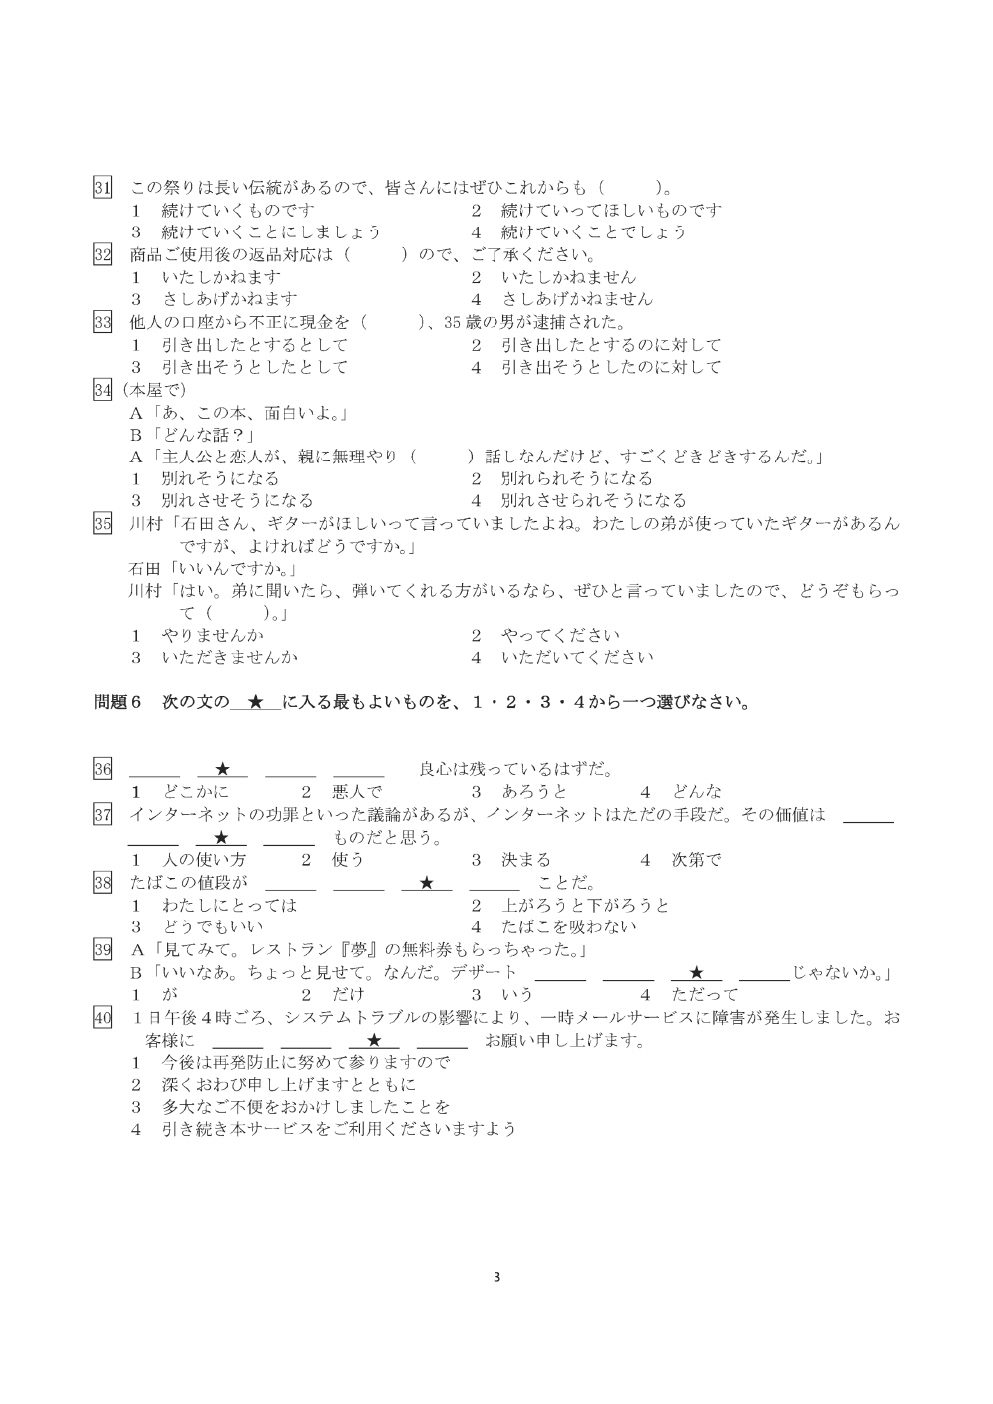 31 この祭りは長い伝統があるので、皆さんにはぜひこれからも（　　　）。
1 続けていくものです 2 続けていってほしいものです
3 続けていくことにしましょう 4 続けていくことでしょう
32 商品ご使用後の返品対応は（　　　）ので、ご了承ください。
1 いたしかねます 2 いたしかねません
3 さしあげかねます 4 さしあげかねません
33 他人の口座から不正に現金を（　　　）、35 歳の男が逮捕された。
1 引き出したとするとして 2 引き出したとするのに対して
3 引き出そうとしたとして 4 引き出そうとしたのに対して
34 （本屋で）
A「あ、この本、面白いよ。」
B「どんな話？」
A「主人公と恋人が、親に無理やり（　　　）話しなんだけど、すごくどきどきするんだ。」
1 別れそうになる 2 別れられそうになる
3 別れさせそうになる 4 別れさせられそうになる
35 川村「石田さん、ギターがほしいって言っていましたよね。わたしの弟が使っていたギターがあるん
ですが、よければどうですか。」
石田「いいんですか。」
川村「はい。弟に聞いたら、弾いてくれる方がいるなら、ぜひと言っていましたので、どうぞもらっ
て（　　　）。」
1 やりませんか 2 やってください
3 いただきませんか 4 いただいてください
問題６ 次の文の＿★＿に入る最もよいものを、１・２・３・４から一つ選びなさい。
36 ＿＿＿ ＿★＿ ＿＿＿ ＿＿＿ 良心は残っているはずだ。
1 どこかに 2 悪人で 3 あろうと 4 どんな
37 インターネットの功罪といった議論があるが、インターネットはただの手段だ。その価値は ＿＿＿
＿＿＿ ＿★＿ ＿＿＿ ものだと思う。
1 人の使い方 2 使う 3 決まる 4 次第で
38 たばこの値段が ＿＿＿ ＿＿＿ ＿★＿ ＿＿＿ ことだ。
1 わたしにとっては 2 上がろうと下がろうと
3 どうでもいい 4 たばこを吸わない
39 A「見てみて。レストラン『夢』の無料券もらっちゃった。」
B「いいなあ。ちょっと見せて。なんだ。デザート ＿＿＿ ＿＿＿ ＿★＿ ＿＿＿じゃないか。」
1 が 2 だけ 3 いう 4 ただって
40 1 日午後４時ごろ、システムトラブルの影響により、一時メールサービスに障害が発生しました。お
客様に ＿＿＿ ＿＿＿ ＿★＿ ＿＿＿ お願い申し上げます。
1 今後は再発防止に努めて参りますので
2 深くおわび申し上げますとともに
3 多大なご不便をおかけしましたことを
4 引き続き本サービスをご利用くださいますよう
3